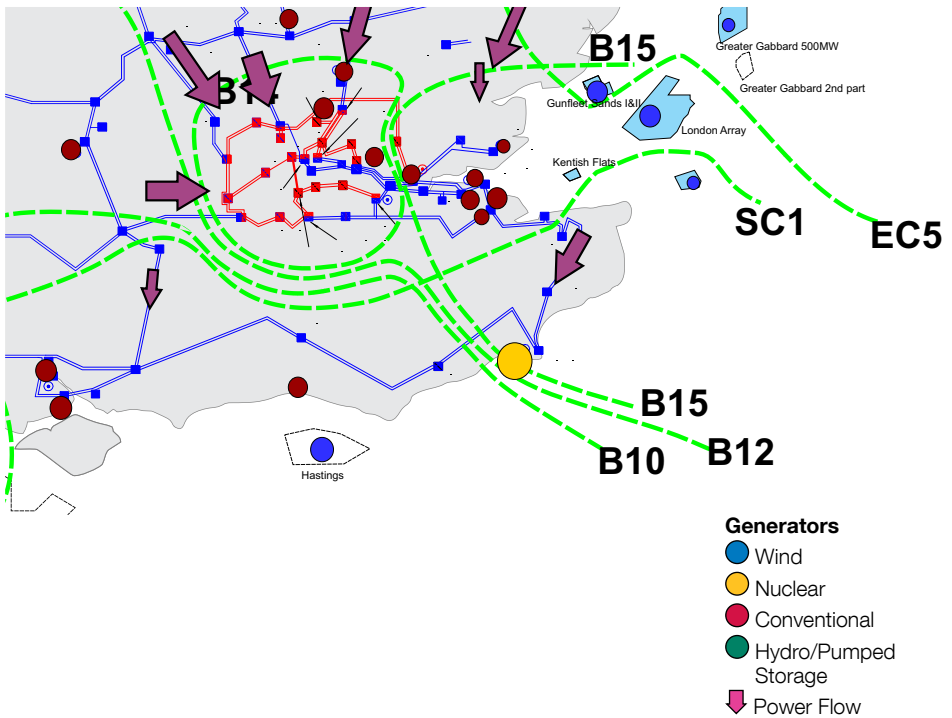 Greater Gabbard 500MW
B15
Greater Gabbard 2nd part
B14
Gunfleet Sands I&II
London Array
Kentish Flats
SC1
EC5
B15
B12
B10
Hastings
Generators
Wind
Nuclear
Conventional
Hydro/Pumped
Storage
Power Flow